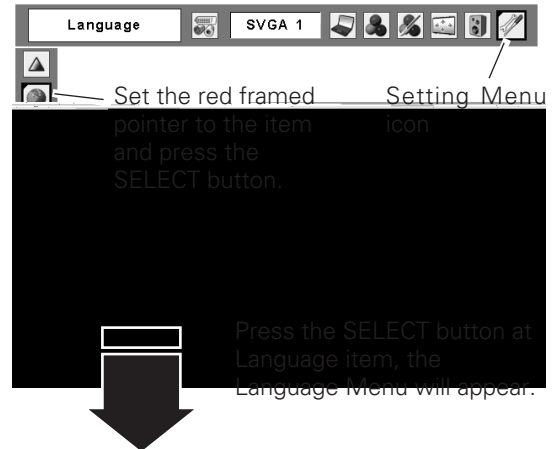 Language SVGA 1
Set the red framed
pointer to the item
and press the
SELECT button.
Setting Menu
icon
Press the SELECT button at
Language item, the
Language Menu will appear.